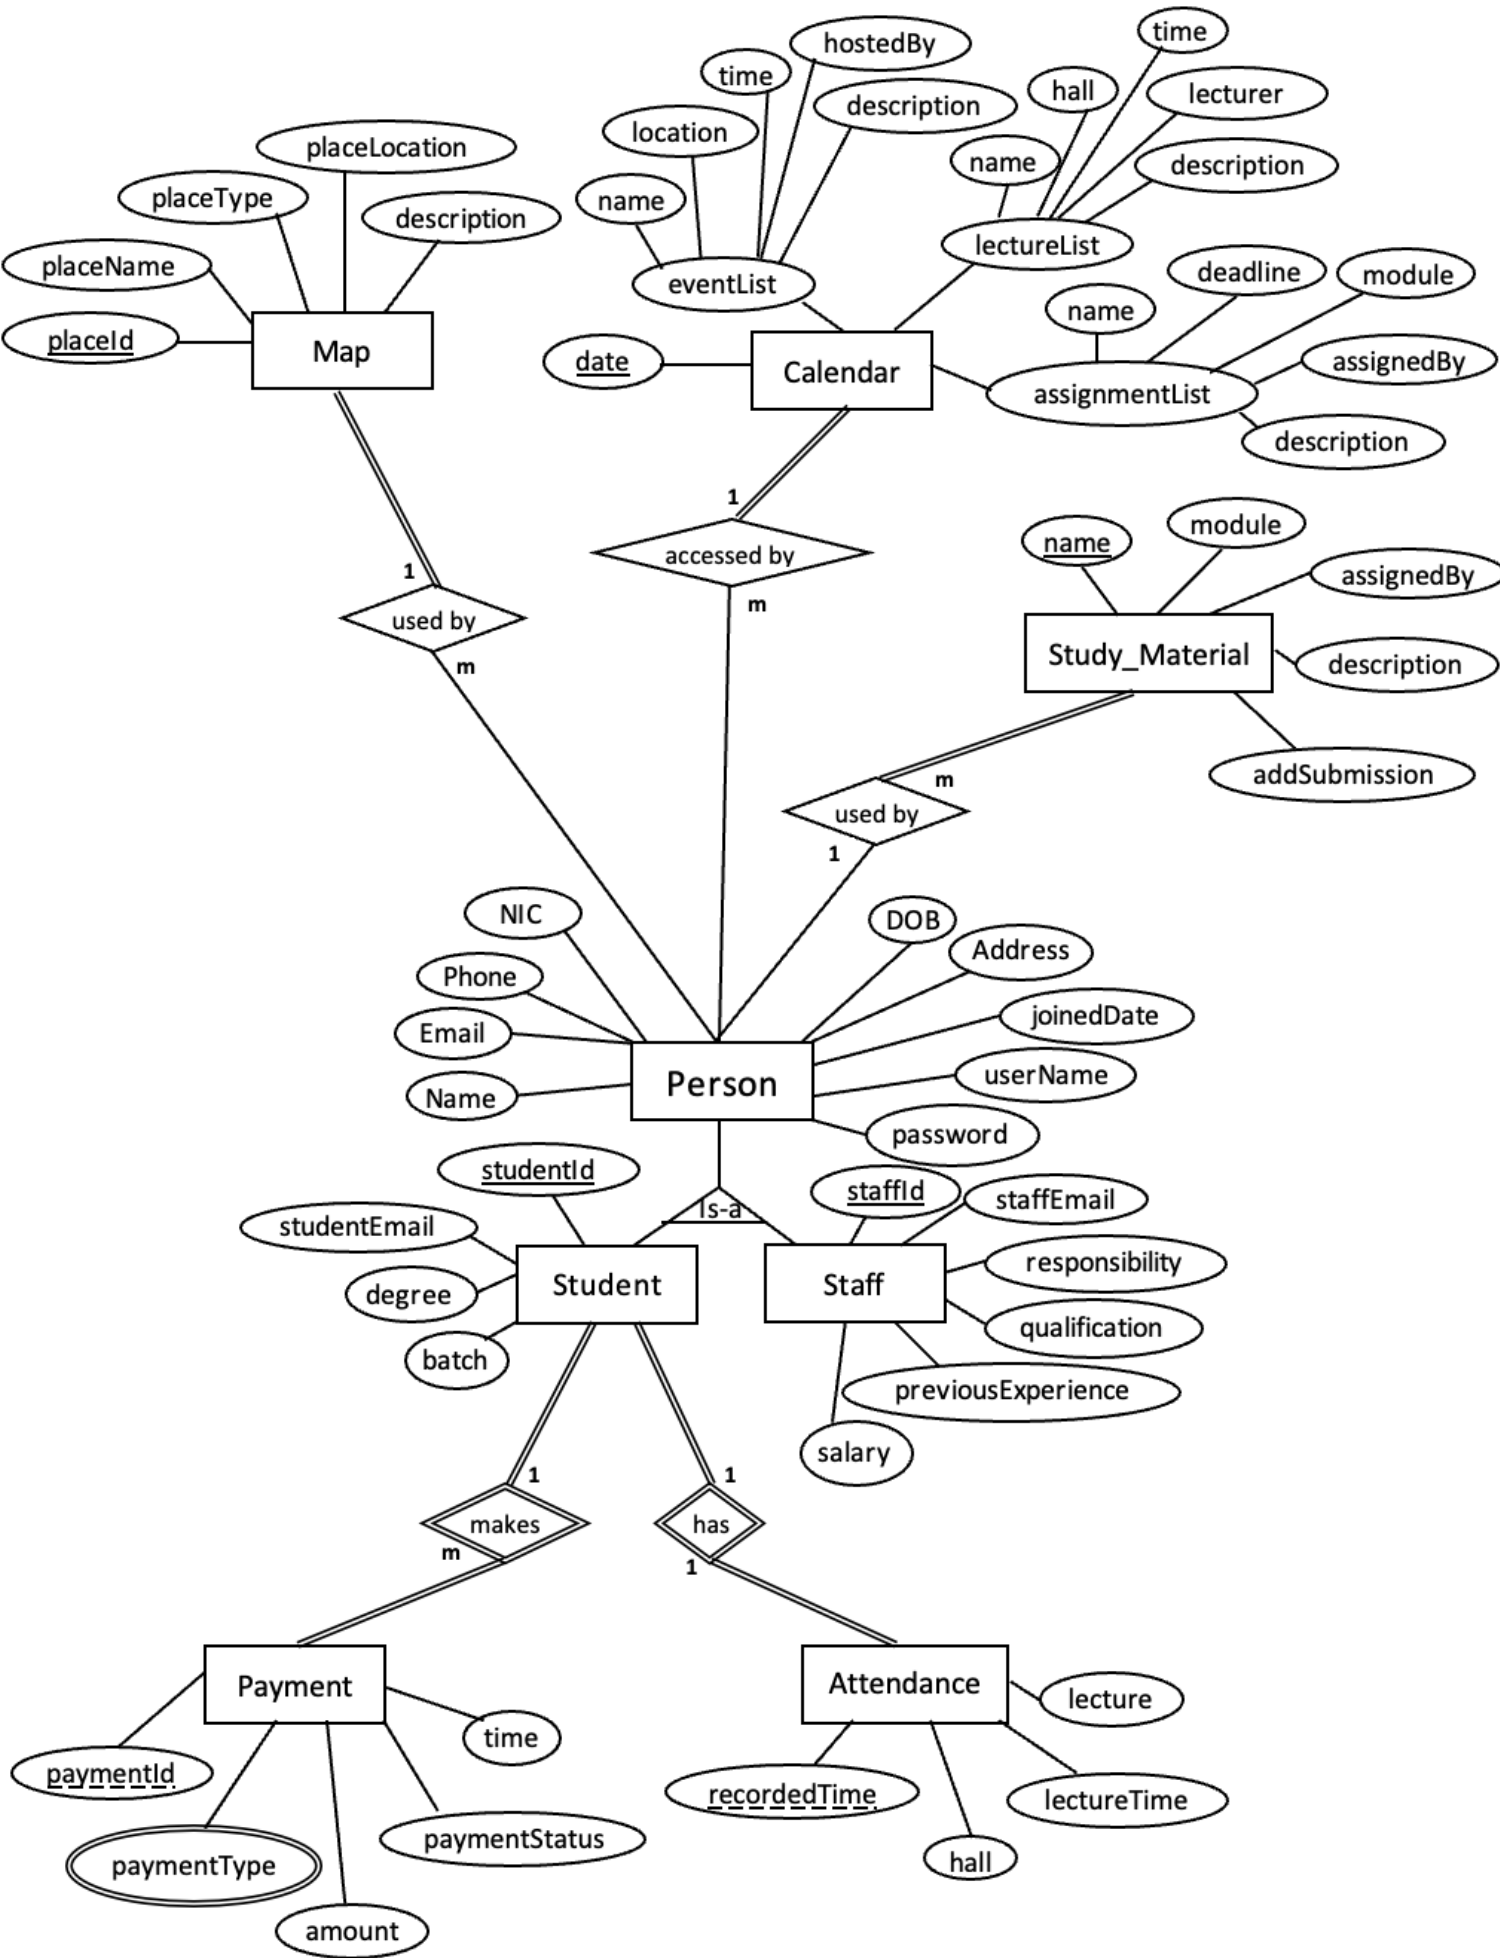 hostedBy
time
time
hall
lecturer
description
location
placeLocation
name
description
placeType
name
description
lectureList
placeName
eventList
deadline
module
name
placeId
Map
date
Calendar
assignedBy
assignmentList
description
1
accessed by
name
module
1
assignedBy
m
used by
Study_Material
description
m
m
addSubmission
used by
1
NIC
DOB
Address
Phone
joinedDate
Email
userName
Person
Name
password
studentId
staffId
staffEmail
Is-a
studentEmail
responsibility
Student
Staff
degree
qualification
batch
previousExperience
salary
1
1
makes
has
m
1
Payment
Attendance
lecture
time
paymentId
recordedTime
lectureTime
paymentStatus
paymentType
hall
amount